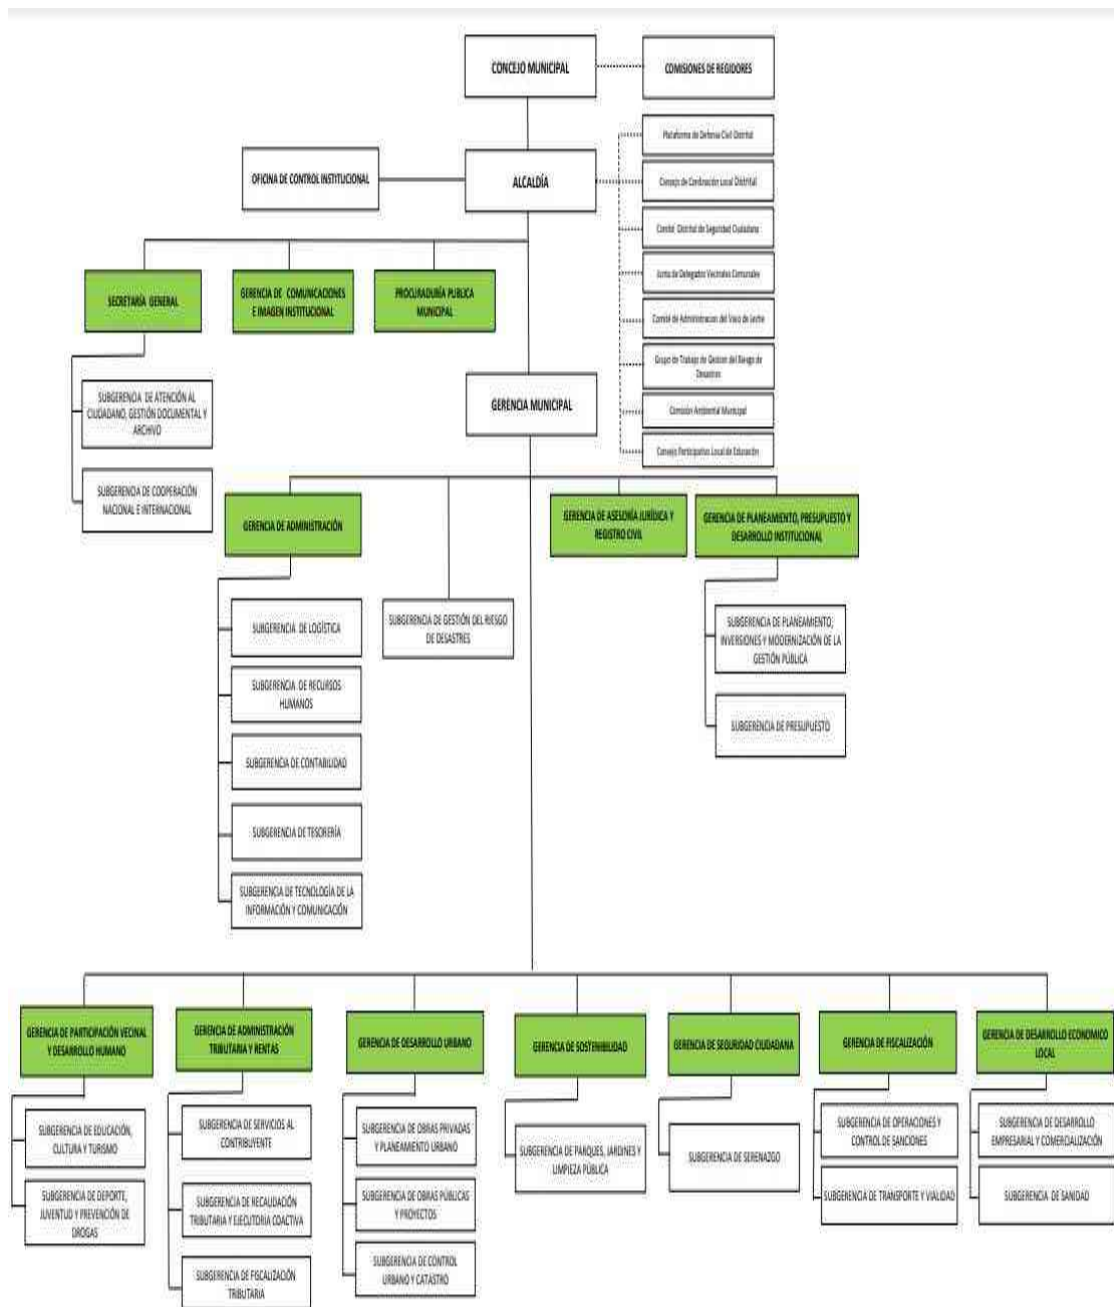 CONCEJO MUNICIPAL
COMISIONES DE REGIDORES
OFICINA DE CONTROL INSTITUCIONAL
ALCALDÍA
Plataforma de Defensa Civil Distrital
Consejo de Cordinación Local Distrital
Comité Distrital de Seguridad Ciudadana
Junta de Delegados Vecinales Comunales
Comité de Administracion del Vaso de Leche
Grupo de Trabajo de Gestion del Riesgo de
Desastres
Comisión Ambiental Municipal
Consejo Participativo Local de Educación
SECRETARÍA GENERAL
GERENCIA DE COMUNICACIONES
E IMAGEN INSTITUCIONAL
PROCURADURÍA PUBLICA
MUNICIPAL
SUBGERENCIA DE ATENCIÓN AL
CIUDADANO, GESTIÓN DOCUMENTAL Y
ARCHIVO
SUBGERENCIA DE COOPERACIÓN
NACIONAL E INTERNACIONAL
GERENCIA MUNICIPAL
GERENCIA DE ADMINISTRACIÓN
GERENCIA DE ASESORÍA JURÍDICA Y
REGISTRO CIVIL
GERENCIA DE PLANEAMIENTO, PRESUPUESTO Y
DESARROLLO INSTITUCIONAL
SUBGERENCIA DE LOGÍSTICA
SUBGERENCIA DE RECURSOS
HUMANOS
SUBGERENCIA DE CONTABILIDAD
SUBGERENCIA DE TESORERÍA
SUBGERENCIA DE TECNOLOGÍA DE LA
INFORMACIÓN Y COMUNICACIÓN
SUBGERENCIA DE GESTIÓN DEL RIESGO
DE DESASTRES
SUBGERENCIA DE PLANEAMIENTO,
INVERSIONES Y MODERNIZACIÓN DE LA
GESTIÓN PÚBLICA
SUBGERENCIA DE PRESUPUESTO
GERENCIA DE PARTICIPACIÓN VECINAL
Y DESARROLLO HUMANO
SUBGERENCIA DE EDUCACIÓN,
CULTURA Y TURISMO
SUBGERENCIA DE DEPORTE,
JUVENTUD Y PREVENCIÓN DE
DROGAS
GERENCIA DE ADMINISTRACIÓN
TRIBUTARIA Y RENTAS
SUBGERENCIA DE SERVICIOS AL
CONTRIBUYENTE
SUBGERENCIA DE RECAUDACIÓN
TRIBUTARIA Y EJECUTORIA COACTIVA
SUBGERENCIA DE FISCALIZACIÓN
TRIBUTARIA
GERENCIA DE DESARROLLO URBANO
SUBGERENCIA DE OBRAS PRIVADAS
Y PLANEAMIENTO URBANO
SUBGERENCIA DE OBRAS PÚBLICAS
Y PROYECTOS
SUBGERENCIA DE CONTROL
URBANO Y CATASTRO
GERENCIA DE SOSTENIBILIDAD
SUBGERENCIA DE PARQUES, JARDINES Y
LIMPIEZA PÚBLICA
GERENCIA DE SEGURIDAD CIUDADANA
SUBGERENCIA DE SERENAZGO
GERENCIA DE FISCALIZACIÓN
SUBGERENCIA DE OPERACIONES Y
CONTROL DE SANCIONES
SUBGERENCIA DE TRANSPORTE Y VIALIDAD
GERENCIA DE DESARROLLO ECONOMICO
LOCAL
SUBGERENCIA DE DESARROLLO
EMPRESARIAL Y COMERCIALIZACIÓN
SUBGERENCIA DE SANIDAD